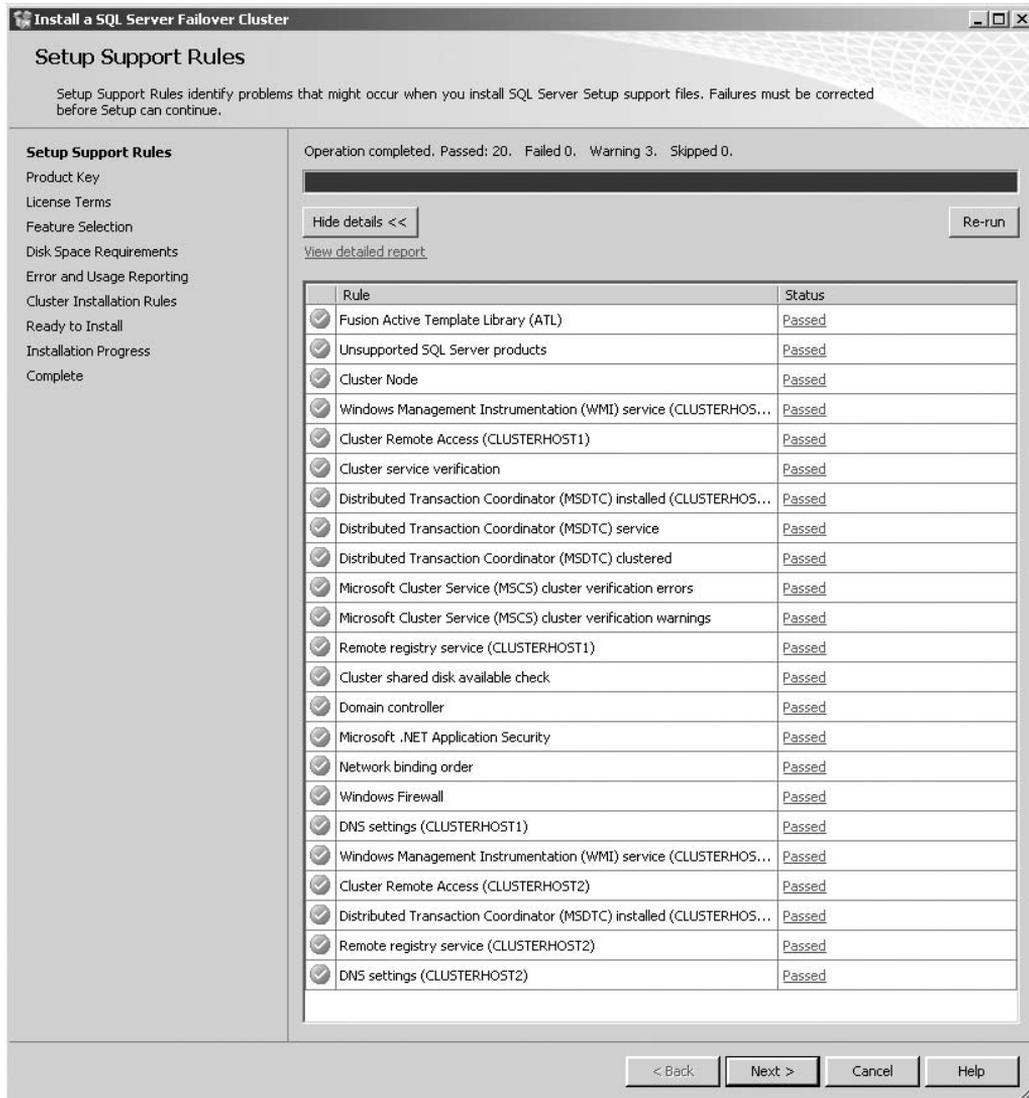 Install a SQL Server Failover Cluster
Setup Support Rules
Setup Support Rules identify problems that might occur when you install SQL Server Setup support files. Failures must be corrected
before Setup can continue.
Setup Support Rules
Product Key
License Terms
Feature Selection
Disk Space Requirements
Error and Usage Reporting
Cluster Installation Rules
Ready to Install
Installation Progress
Complete
Operation completed. Passed: 20. Failed 0. Warning 3. Skipped 0.
Hide details << Re-run
View detailed report
Rule Status
Fusion Active Template Library (ATL) Passed
Unsupported SQL Server products Passed
Cluster Node Passed
Windows Management Instrumentation (WMI) service (CLUSTERHOS... Passed
Cluster Remote Access (CLUSTERHOST1) Passed
Cluster service verification Passed
Distributed Transaction Coordinator (MSDTC) installed (CLUSTERHOS... Passed
Distributed Transaction Coordinator (MSDTC) service Passed
Distributed Transaction Coordinator (MSDTC) clustered Passed
Microsoft Cluster Service (MSCS) cluster verification errors Passed
Microsoft Cluster Service (MSCS) cluster verification warnings Passed
Remote registry service (CLUSTERHOST1) Passed
Cluster shared disk available check Passed
Domain controller Passed
Microsoft .NET Application Security Passed
Network binding order Passed
Windows Firewall Passed
DNS settings (CLUSTERHOST1) Passed
Windows Management Instrumentation (WMI) service (CLUSTERHOS... Passed
Cluster Remote Access (CLUSTERHOST2) Passed
Distributed Transaction Coordinator (MSDTC) installed (CLUSTERHOS... Passed
Remote registry service (CLUSTERHOST2) Passed
DNS settings (CLUSTERHOST2) Passed
< Back Next > Cancel Help